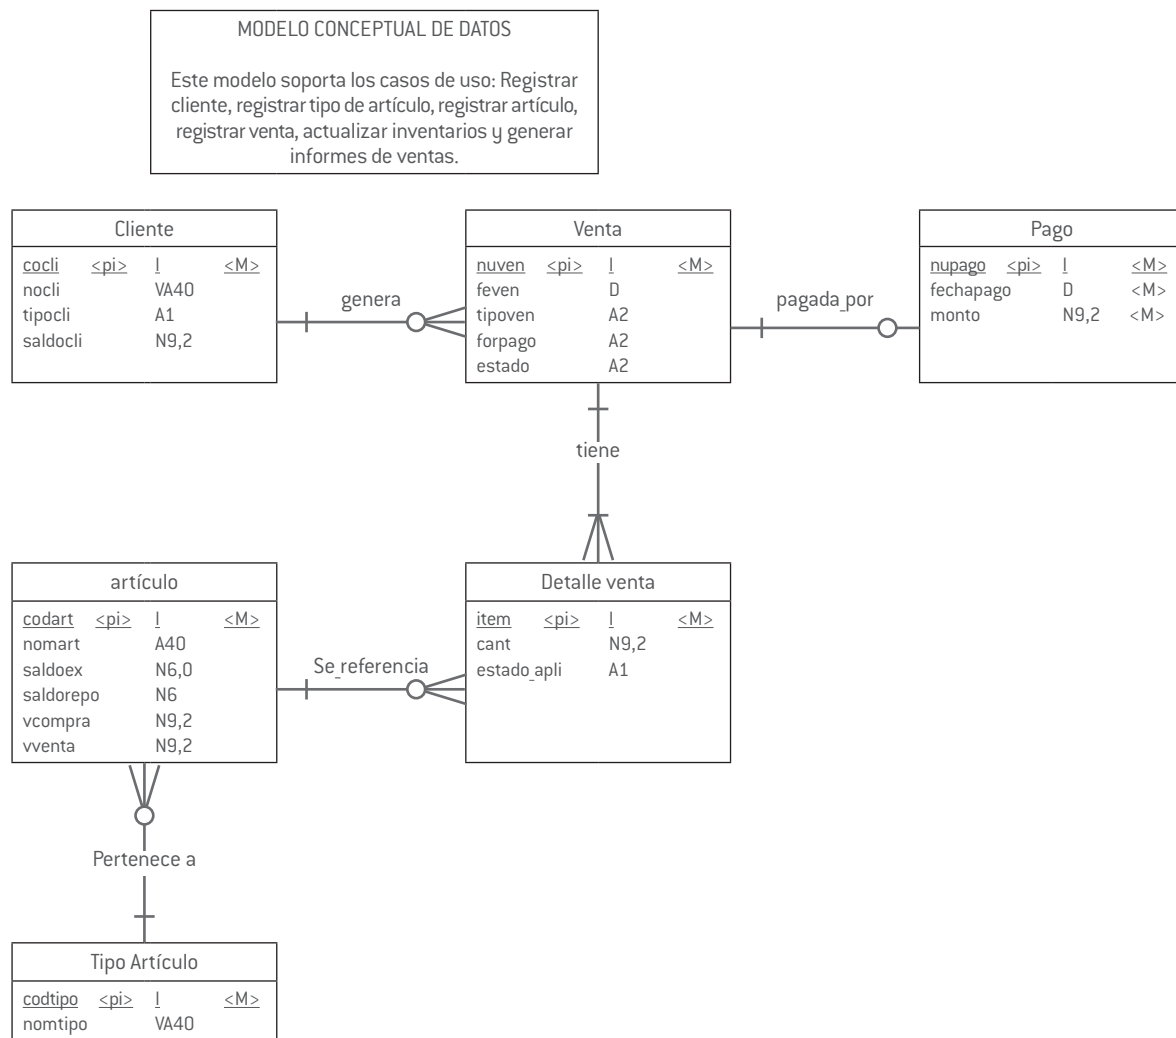 MODELO CONCEPTUAL DE DATOS
Este modelo soporta los casos de uso: Registrar
cliente, registrar tipo de artículo, registrar artículo,
registrar venta, actualizar inventarios y generar
informes de ventas.
Cliente
cocli <pi> I <M>
nocli VA40
tipocli A1
saldocli N9,2
genera
Venta
nuven <pi> I <M>
feven D
tipoven A2
forpago A2
estado A2
pagada_por
Pago
nupago <pi> I <M>
fechapago D <M>
monto N9,2 <M>
tiene
artículo
codart <pi> I <M>
nomart A40
saldoex N6,0
saldorepo N6
vcompra N9,2
vventa N9,2
Se_referencia
Detalle venta
item <pi> I <M>
cant N9,2
estado_apli A1
Pertenece a
Tipo Artículo
codtipo <pi> I <M>
nomtipo VA40